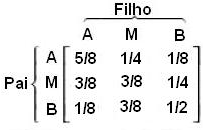 Filho
A M B
A 5/8 1/4 1/8
Pai M 3/8 3/8 1/4
B 1/8 3/8 1/2